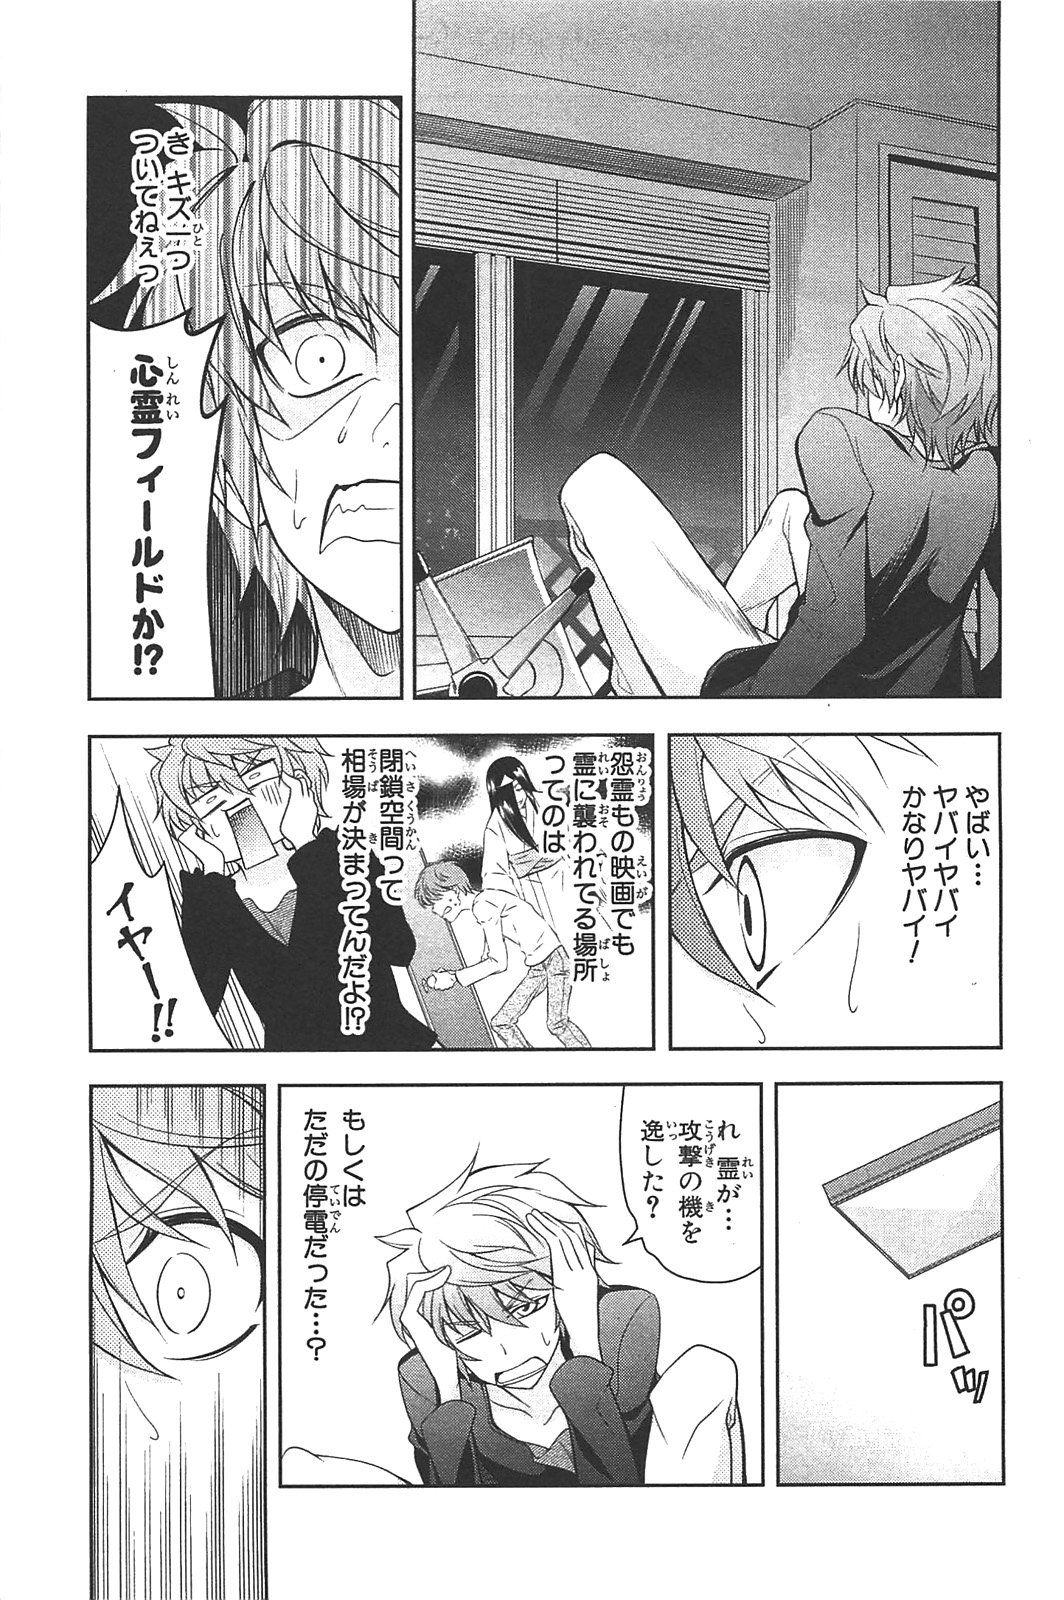 き キズ一つ
ついてねぇっ
心霊フィールドか!?
やばい…
ヤバイヤバイ
かなりヤバイ!
怨霊もの映画でも
霊に襲われてる場所
ってのは
閉鎖空間って
相場が決まってんだよ!?
イヤー!!
パッ
れ 霊が…
攻撃の機を
逸した?
もしくは
ただの停電だった…?